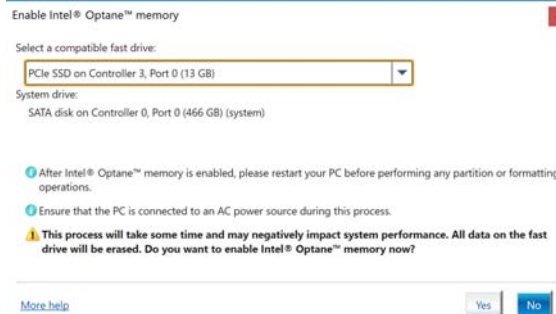 Enable Intel® Optane™ memory
Select a compatible fast drive:
PCIe SSD on Controller 3, Port 0 (13 GB)
System drive:
SATA disk on Controller 0, Port 0 (466 GB) (system)
After Intel® Optane™ memory is enabled, please restart your PC before performing any partition or formatting
operations.
Ensure that the PC is connected to an AC power source during this process.
This process will take some time and may negatively impact system performance. All data on the fast
drive will be erased. Do you want to enable Intel® Optane™ memory now?
More help
Yes
No